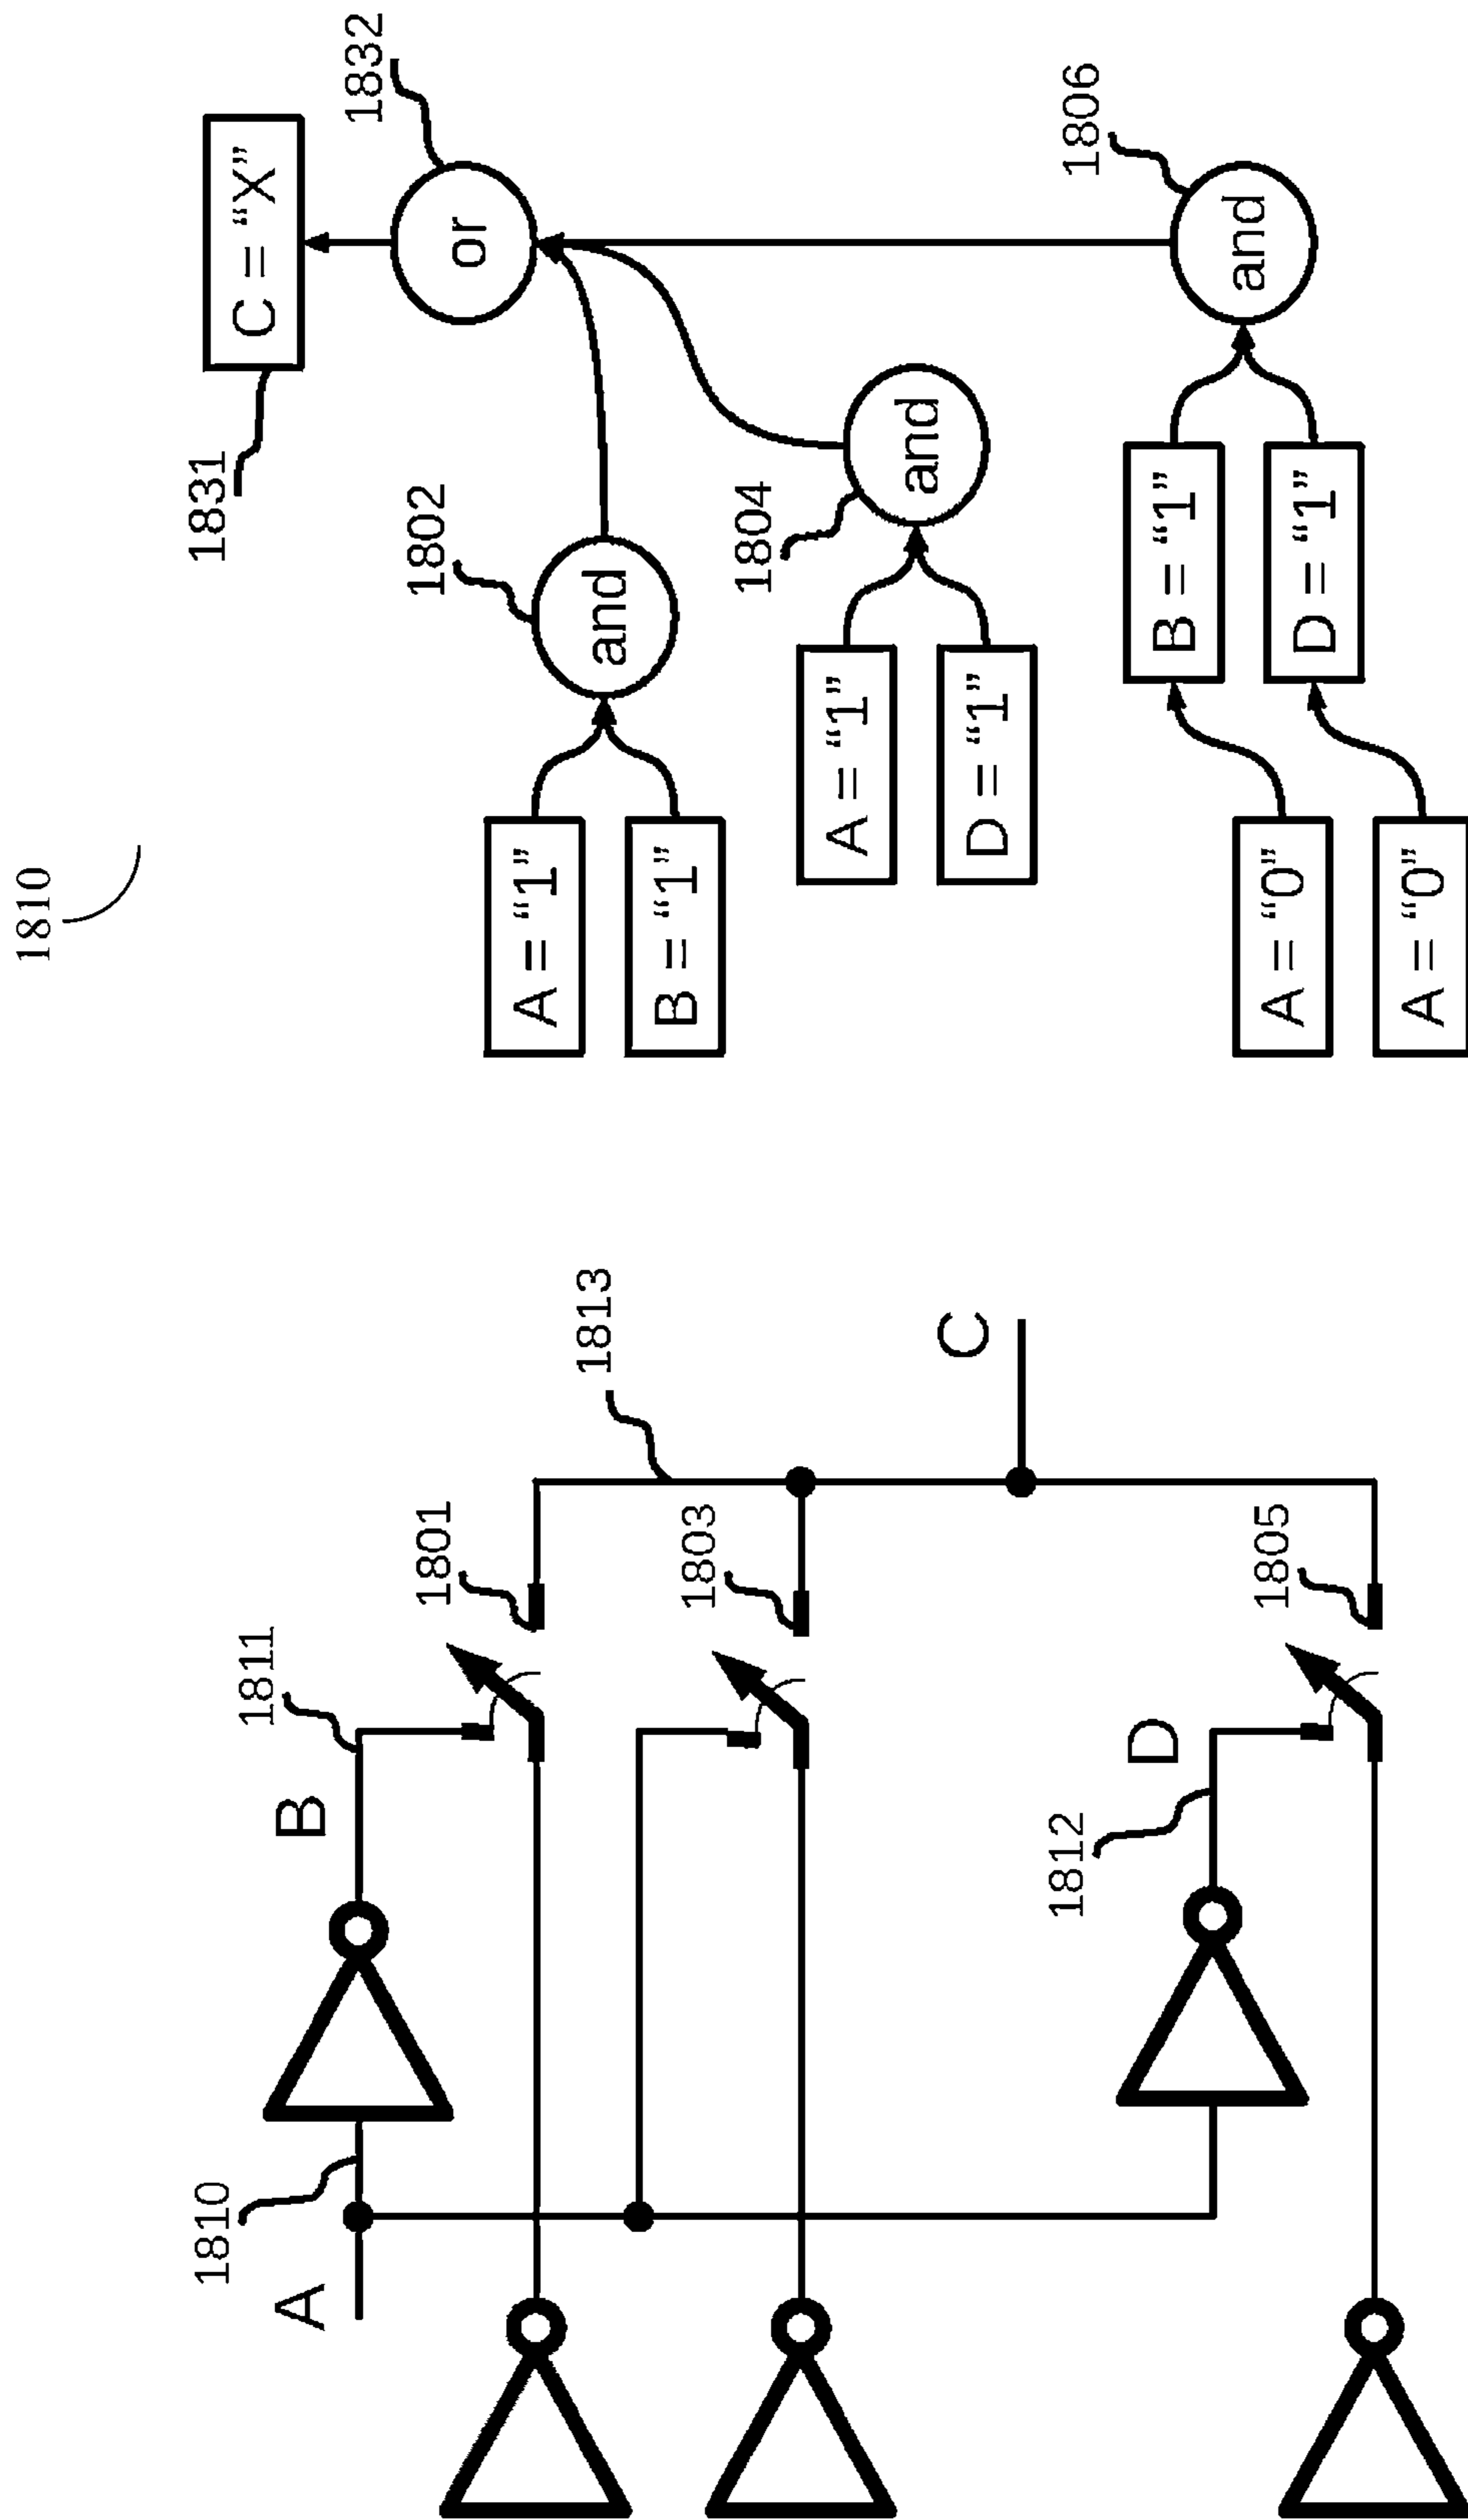 1810
C = “X”
1831
1832
or
1802
and
A = “1”
B = “1”
1804
and
A = “1”
D = “1”
1806
and
B = “1”
D = “1”
A = “0”
A = “0”
A
1810
B
1811
1801
1813
1803
C
D
1812
1805